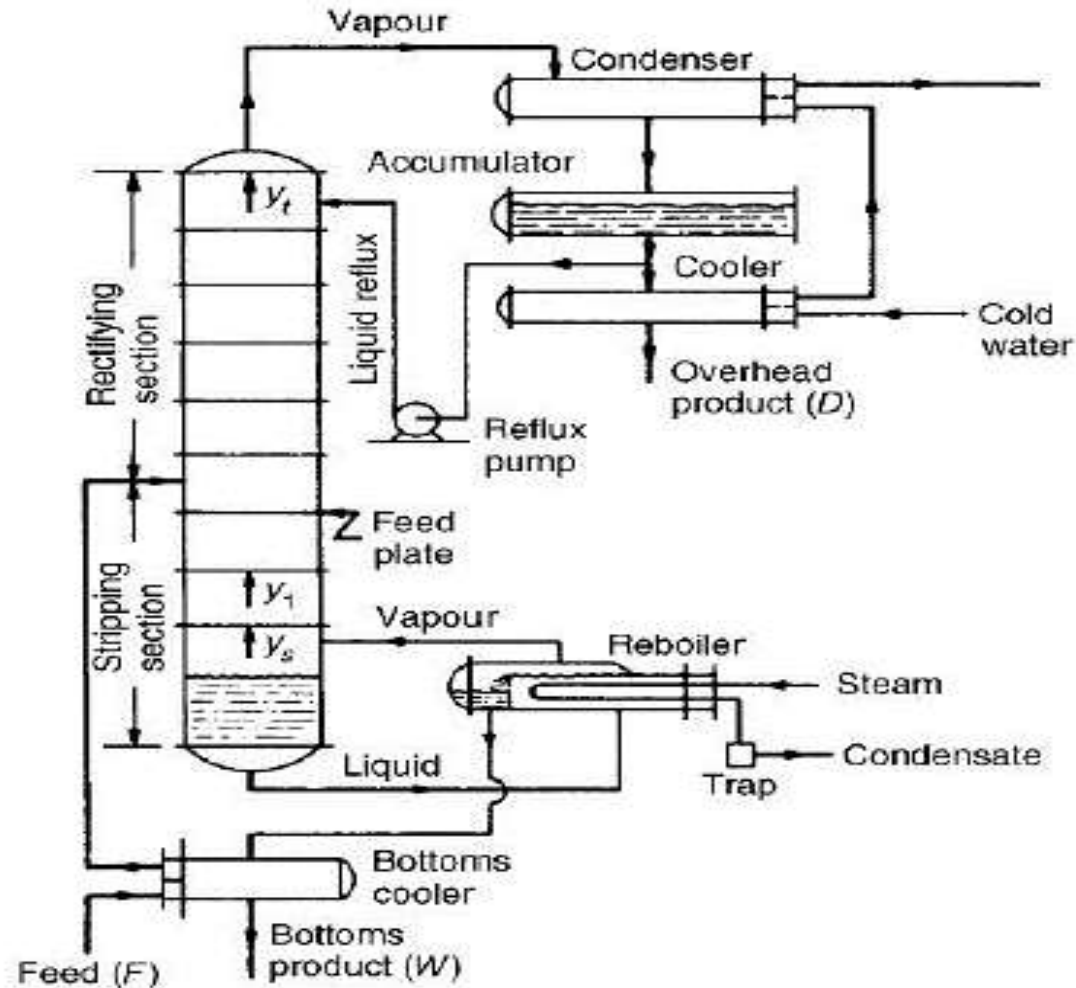 Vapour
Condenser
Accumulator
y_t
Cooler
Liquid reflux
Cold
water
Overhead
product (D)
Rectifying
section
Reflux
pump
Feed
plate
Stripping
section
y_1
Vapour
y_s
Reboiler
Steam
Condensate
Liquid
Trap
Bottoms
cooler
Bottoms
product (W)
Feed (F)